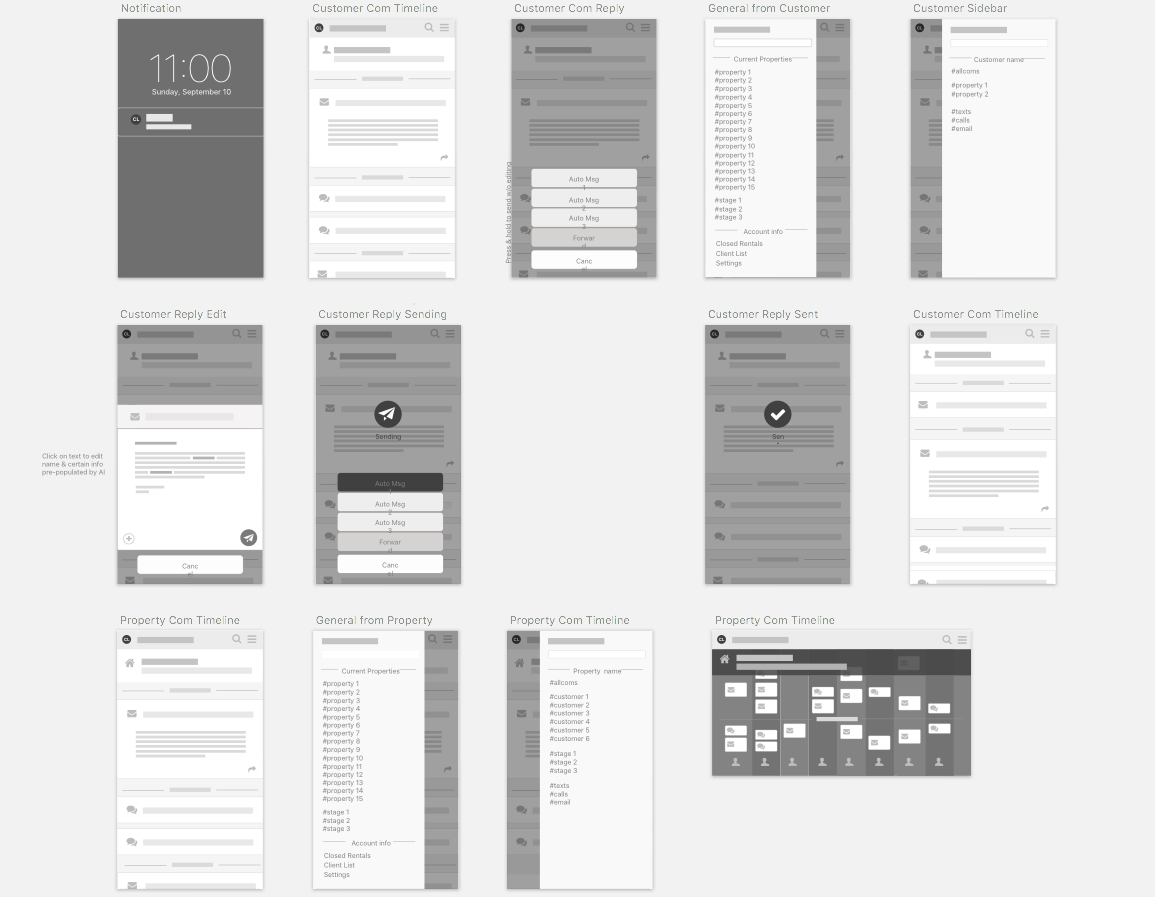 Notification
11:00
Sunday, September 10
CL
Customer Com Timeline
CL
Customer Com Reply
CL
Press & hold to send w/o editing
Auto Msg
1
Auto Msg
2
Auto Msg
3
Forwar
d
Canc
el
General from Customer
Current Properties
#property 1
#property 2
#property 3
#property 4
#property 5
#property 6
#property 7
#property 8
#property 9
#property 10
#property 11
#property 12
#property 13
#property 14
#property 15
#stage 1
#stage 2
#stage 3
Account info
Closed Rentals
Client List
Settings
Customer Sidebar
CL
Customer name
#allcoms
#property 1
#property 2
#texts
#calls
#email
Customer Reply Edit
CL
Click on text to edit
name & certain info
pre-populated by AI
Canc
el
Customer Reply Sending
CL
Sending
Auto Msg
1
Auto Msg
2
Auto Msg
3
Forwar
d
Canc
el
Customer Reply Sent
CL
Sen
t
Customer Com Timeline
CL
Property Com Timeline
CL
General from Property
Current Properties
#property 1
#property 2
#property 3
#property 4
#property 5
#property 6
#property 7
#property 8
#property 9
#property 10
#property 11
#property 12
#property 13
#property 14
#property 15
#stage 1
#stage 2
#stage 3
Account info
Closed Rentals
Client List
Settings
Property Com Timeline
CL
Property name
#allcoms
#customer 1
#customer 2
#customer 3
#customer 4
#customer 5
#customer 6
#stage 1
#stage 2
#stage 3
#texts
#calls
#email
Property Com Timeline
CL